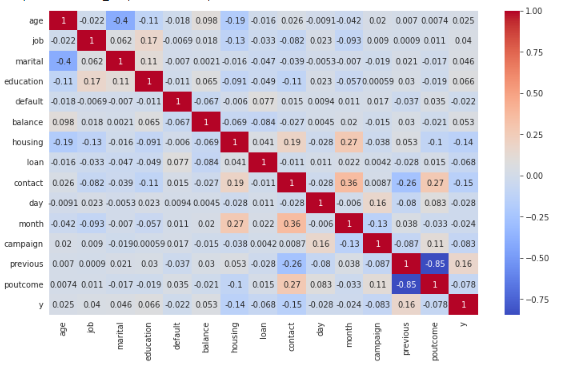 age 1 -0.022 -0.4 -0.11 -0.018 0.098 -0.19 -0.016 0.026 -0.0091 -0.042 0.02 0.007 0.0074 0.025
job -0.022 1 0.062 0.17 -0.0069 0.018 -0.13 -0.033 -0.082 0.023 -0.093 0.009 0.0009 0.011 0.04
marital -0.4 0.062 1 0.11 -0.007 0.0021 -0.016 -0.047 -0.039 -0.0053 -0.007 -0.019 0.021 -0.017 0.046
education -0.11 0.17 0.11 1 -0.011 0.065 -0.091 -0.049 -0.11 0.023 -0.057 0.00059 0.03 -0.019 0.066
default -0.018 -0.0069 -0.007 -0.011 1 -0.067 -0.006 0.077 0.015 0.0094 0.011 0.017 -0.037 0.035 -0.022
balance 0.098 0.018 0.0021 0.065 -0.067 1 -0.069 -0.084 -0.027 0.0045 0.02 -0.015 0.03 -0.021 0.053
housing -0.19 -0.13 -0.016 -0.091 -0.006 -0.069 1 0.041 0.19 -0.028 0.27 -0.038 0.053 -0.1 -0.14
loan -0.016 -0.033 -0.047 -0.049 0.077 -0.084 0.041 1 -0.011 0.011 0.022 0.0042 -0.028 0.015 -0.068
contact 0.026 -0.082 -0.039 -0.11 0.015 -0.027 0.19 -0.011 1 -0.028 0.36 0.0087 -0.26 0.27 -0.15
day -0.0091 0.023 -0.0053 0.023 0.0094 0.0045 -0.028 0.011 -0.028 1 -0.006 0.16 -0.08 0.083 -0.028
month -0.042 -0.093 -0.007 -0.057 0.011 0.02 0.27 0.022 0.36 -0.006 1 -0.13 0.038 -0.033 -0.024
campaign 0.02 0.009 -0.019 0.00059 0.017 -0.015 -0.038 0.0042 0.0087 0.16 -0.13 1 -0.087 0.11 -0.083
previous 0.007 0.0009 0.021 0.03 -0.037 0.03 0.053 -0.028 -0.26 -0.08 0.038 -0.087 1 -0.85 0.16
poutcome 0.0074 0.011 -0.017 -0.019 0.035 -0.021 -0.1 0.015 0.27 0.083 -0.033 0.11 -0.85 1 -0.078
y 0.025 0.04 0.046 0.066 -0.022 0.053 -0.14 -0.068 -0.15 -0.028 -0.024 -0.083 0.16 -0.078 1
age job marital education default balance housing loan contact day month campaign previous poutcome y
1.00
0.75
0.50
0.25
0.00
−0.25
−0.50
−0.75